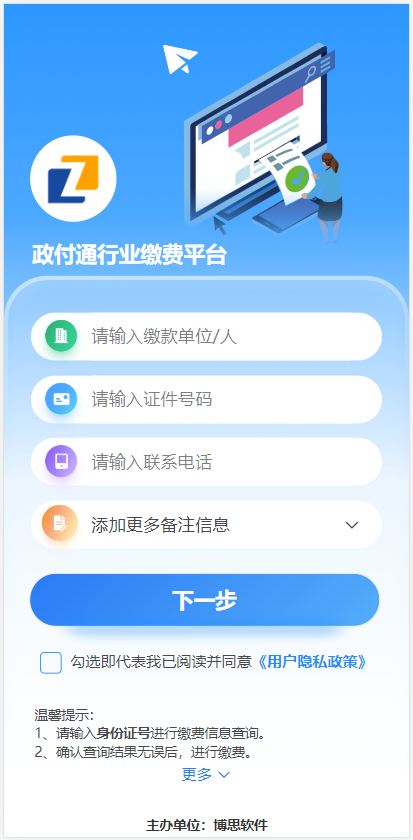 政付通行业缴费平台
请输入缴款单位/人
请输入证件号码
请输入联系电话
添加更多备注信息
下一步
勾选即代表我已阅读并同意《用户隐私政策》
温馨提示：
1、请输入身份证号进行缴费信息查询。
2、确认查询结果无误后，进行缴费。
更多
主办单位：博思软件